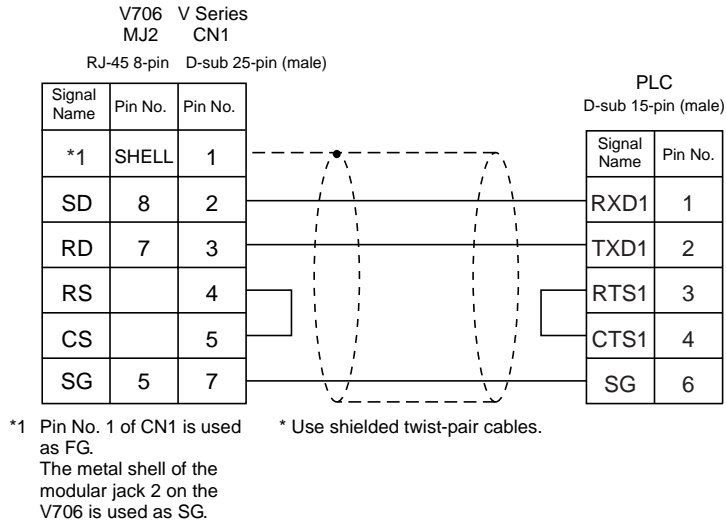 V706 V Series
MJ2 CN1
RJ-45 8-pin D-sub 25-pin (male)
Signal Name Pin No. Pin No.
*1 SHELL 1
SD 8 2
RD 7 3
RS 4
CS 5
SG 5 7
PLC
D-sub 15-pin (male)
Signal Name Pin No.
RXD1 1
TXD1 2
RTS1 3
CTS1 4
SG 6
*1 Pin No. 1 of CN1 is used
as FG.
The metal shell of the
modular jack 2 on the
V706 is used as SG.
* Use shielded twist-pair cables.